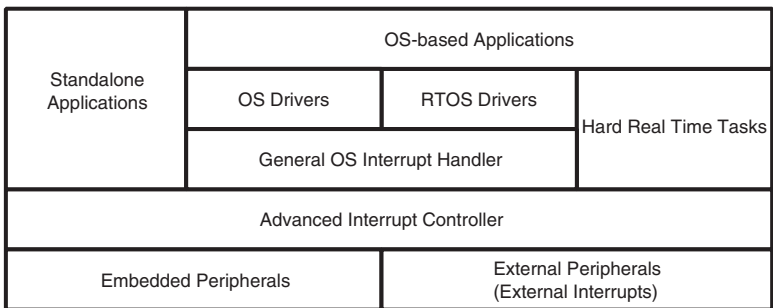 OS-based Applications
Standalone
Applications
OS Drivers
RTOS Drivers
Hard Real Time Tasks
General OS Interrupt Handler
Advanced Interrupt Controller
Embedded Peripherals
External Peripherals
(External Interrupts)